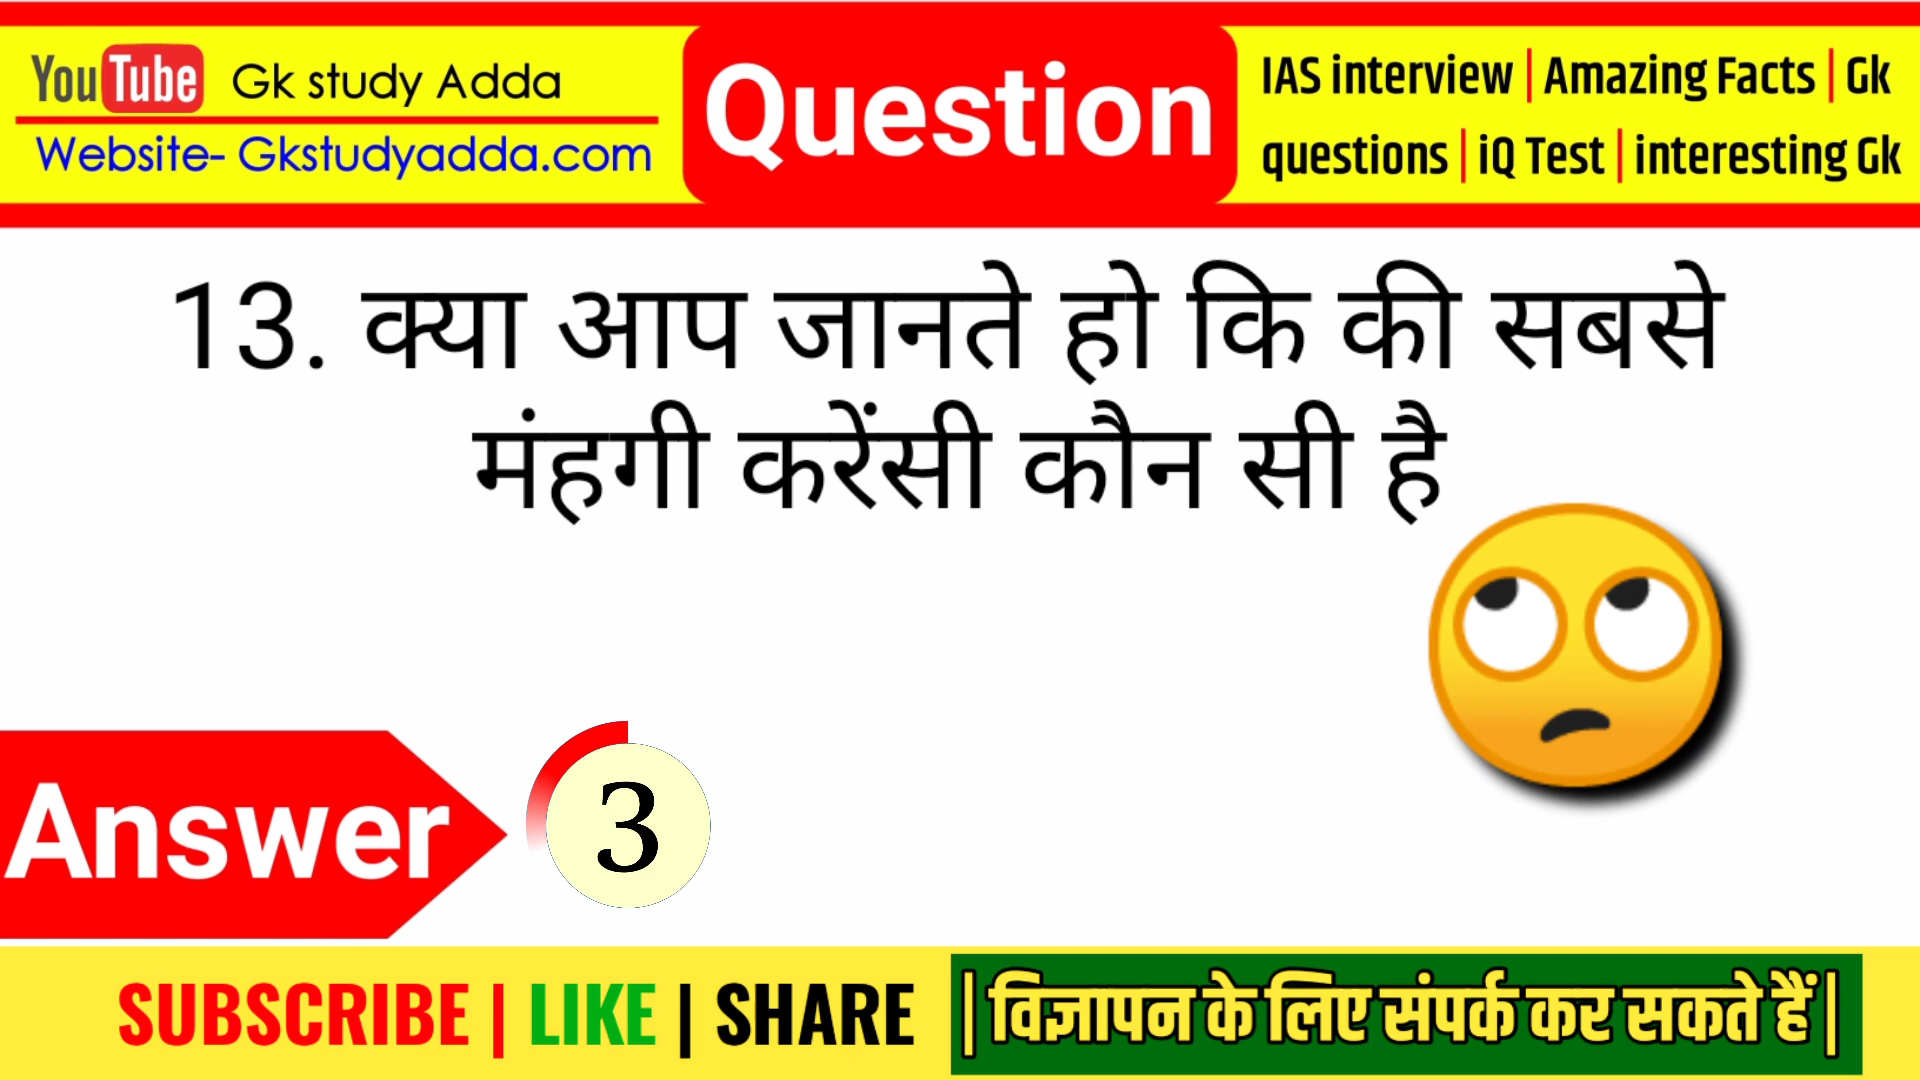 YouTube Gk study Adda
Website- Gkstudyadda.com
Question
IAS interview | Amazing Facts | Gk
questions | iQ Test | interesting Gk
13. क्या आप जानते हो कि की सबसे
मंहगी करेंसी कौन सी है
Answer
3
SUBSCRIBE | LIKE | SHARE
| विज्ञापन के लिए संपर्क कर सकते हैं |